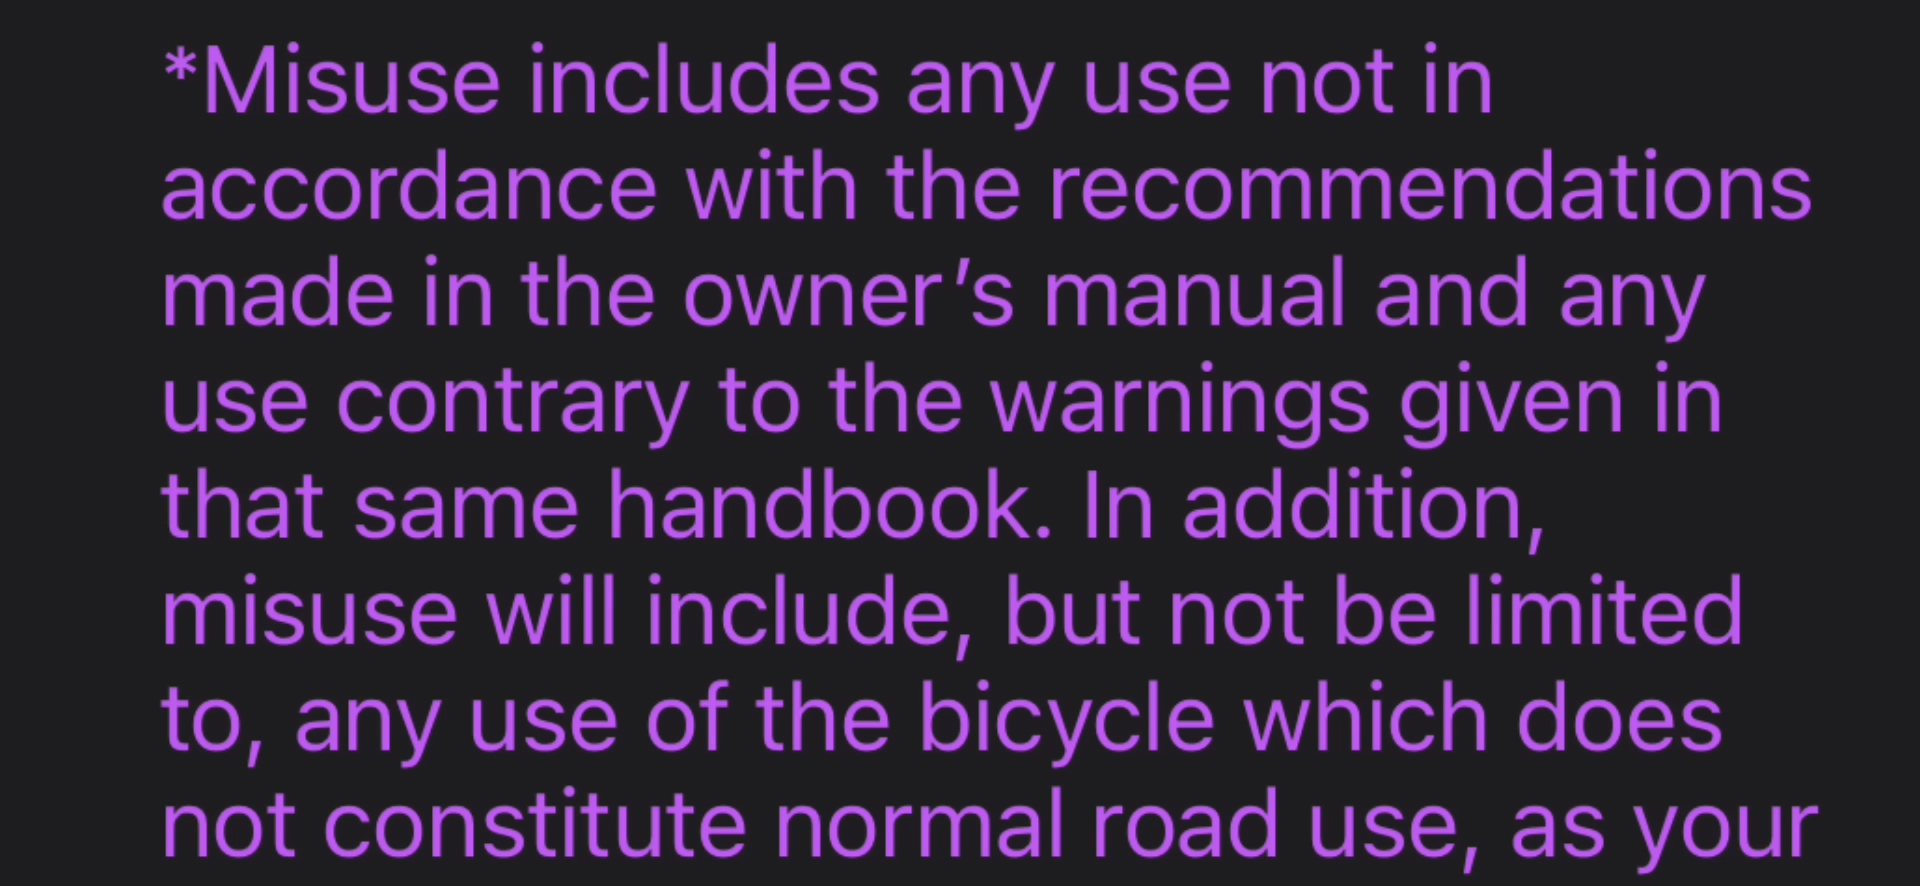 *Misuse includes any use not in
accordance with the recommendations
made in the owner’s manual and any
use contrary to the warnings given in
that same handbook. In addition,
misuse will include, but not be limited
to, any use of the bicycle which does
not constitute normal road use, as your